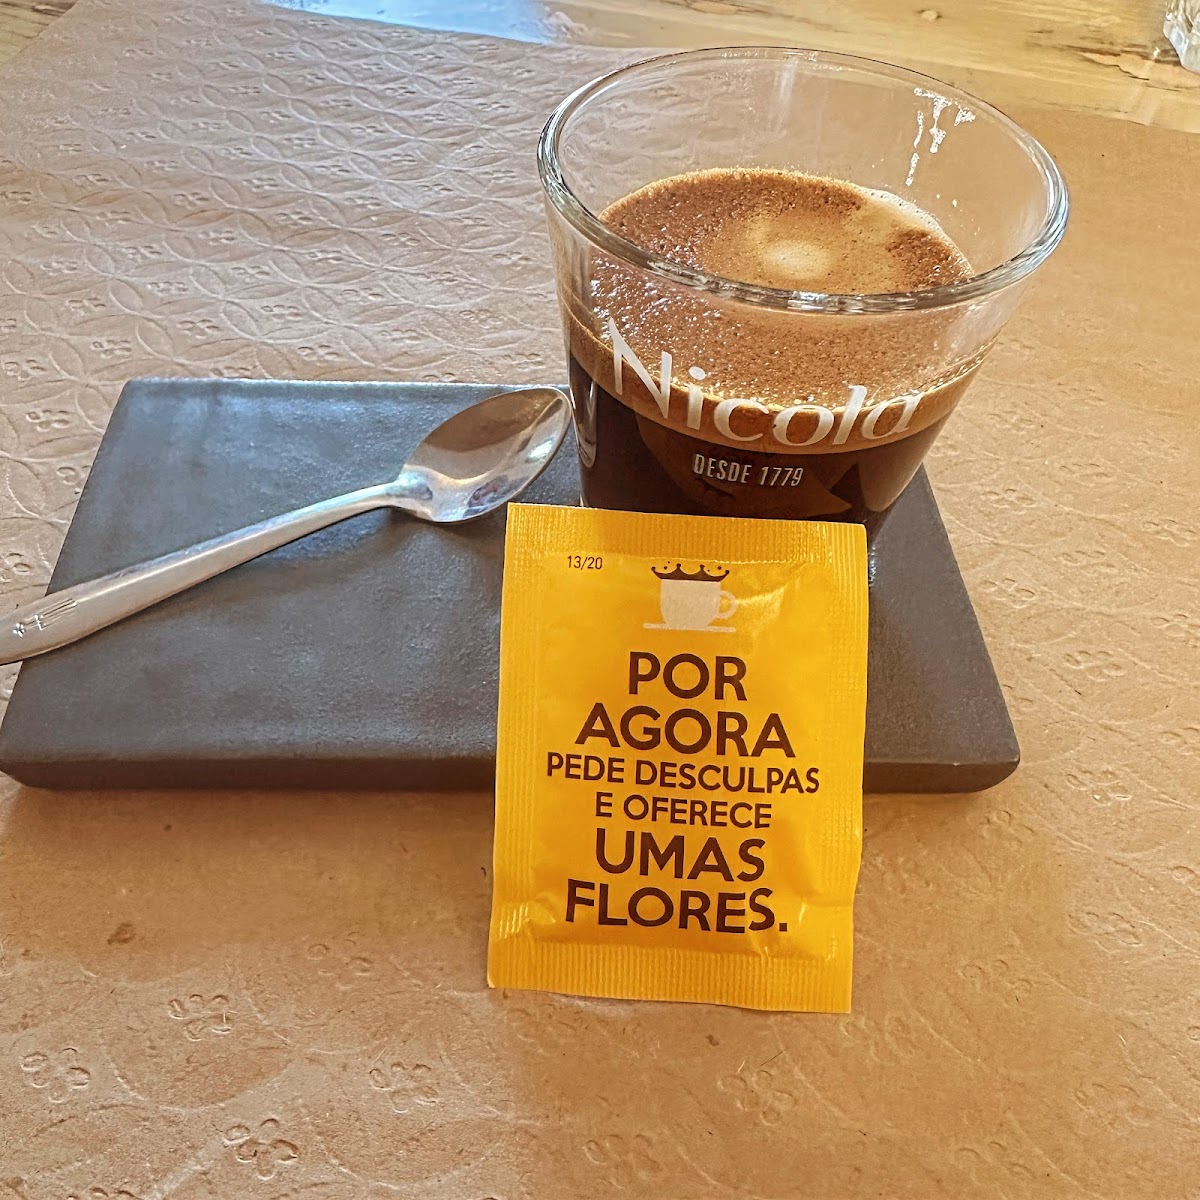 Nicola
DESDE 1779
13/20
POR
AGORA
PEDE DESCULPAS
E OFERECE
UMAS
FLORES.